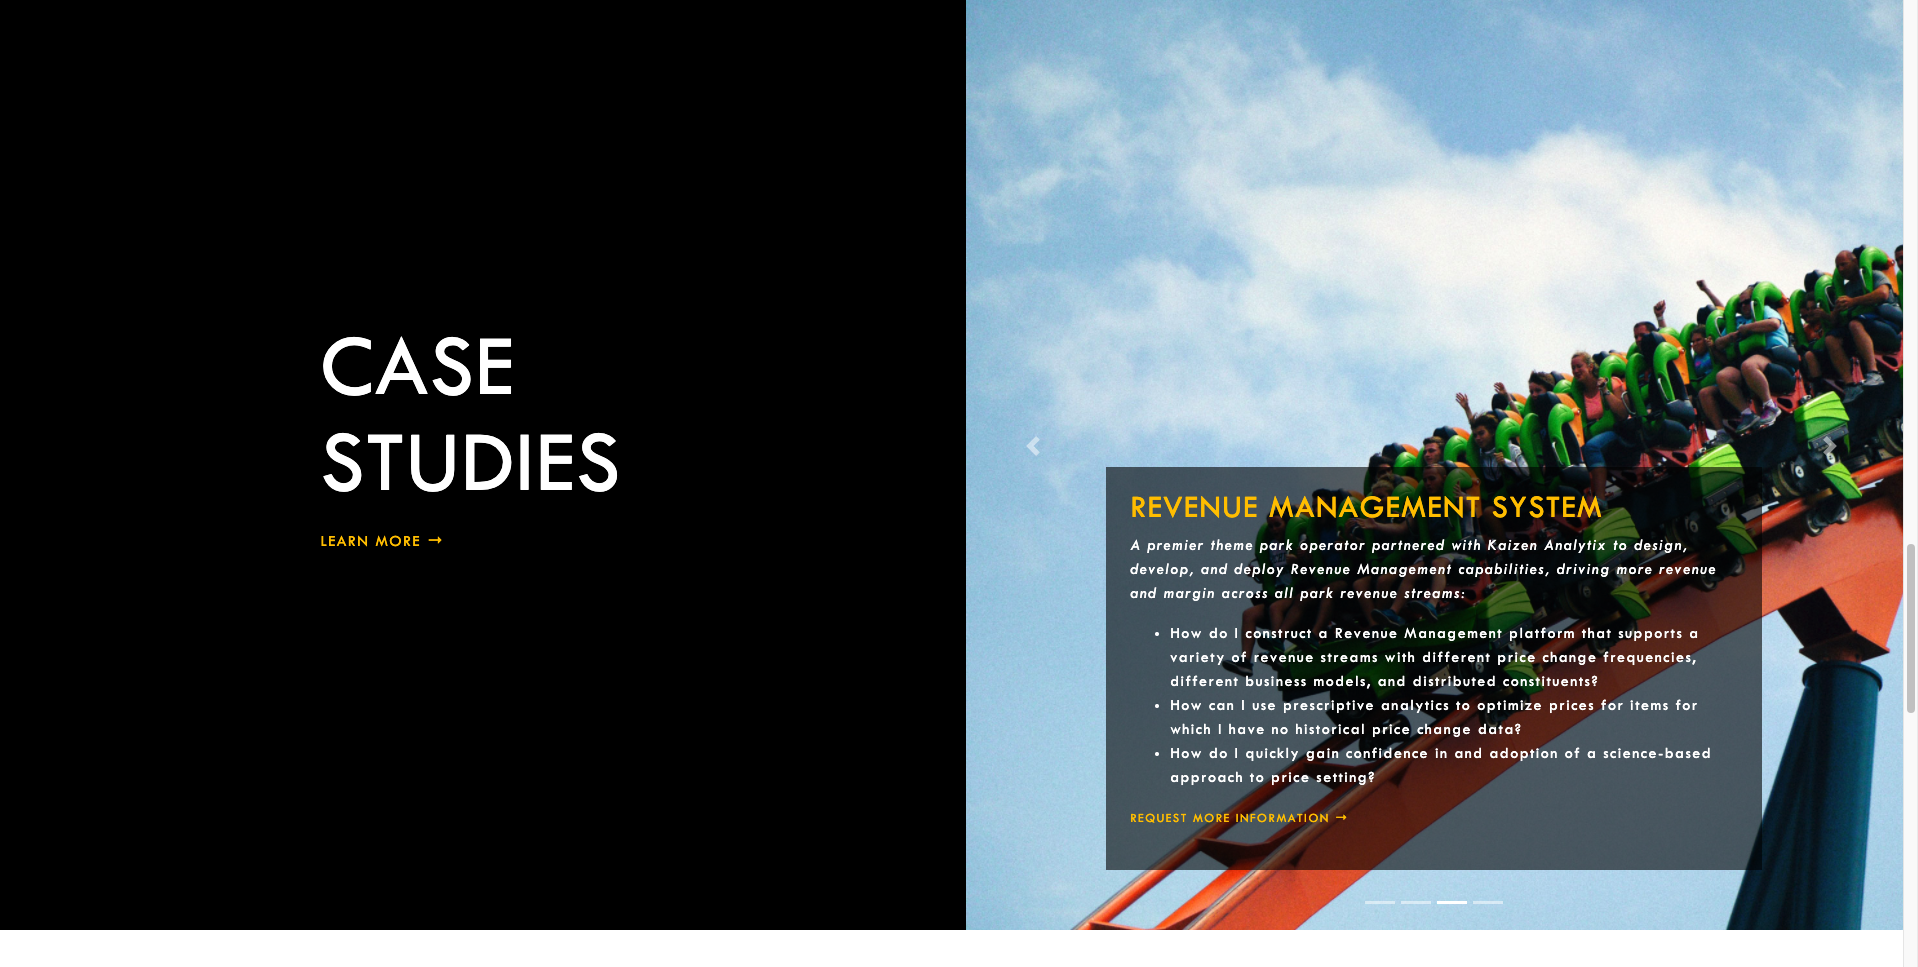 CASE
STUDIES
LEARN MORE →
REVENUE MANAGEMENT SYSTEM
A premier theme park operator partnered with Kaizen Analytix to design,
develop, and deploy Revenue Management capabilities, driving more revenue
and margin across all park revenue streams:
• How do I construct a Revenue Management platform that supports a
variety of revenue streams with different price change frequencies,
different business models, and distributed constituents?
• How can I use prescriptive analytics to optimize prices for items for
which I have no historical price change data?
• How do I quickly gain confidence in and adoption of a science-based
approach to price setting?
REQUEST MORE INFORMATION →